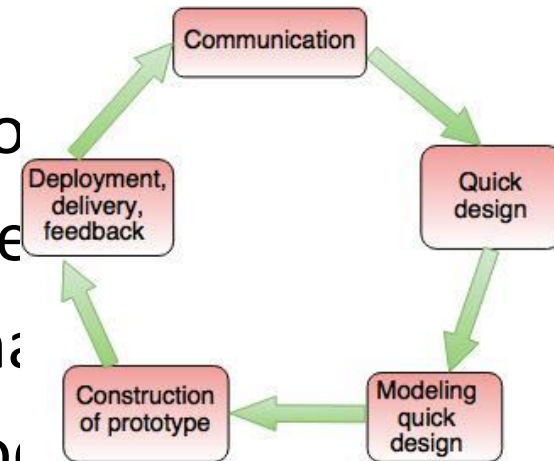 Communication
Quick
design
Modeling
quick
design
Construction
of prototype
Deployment,
delivery,
feedback